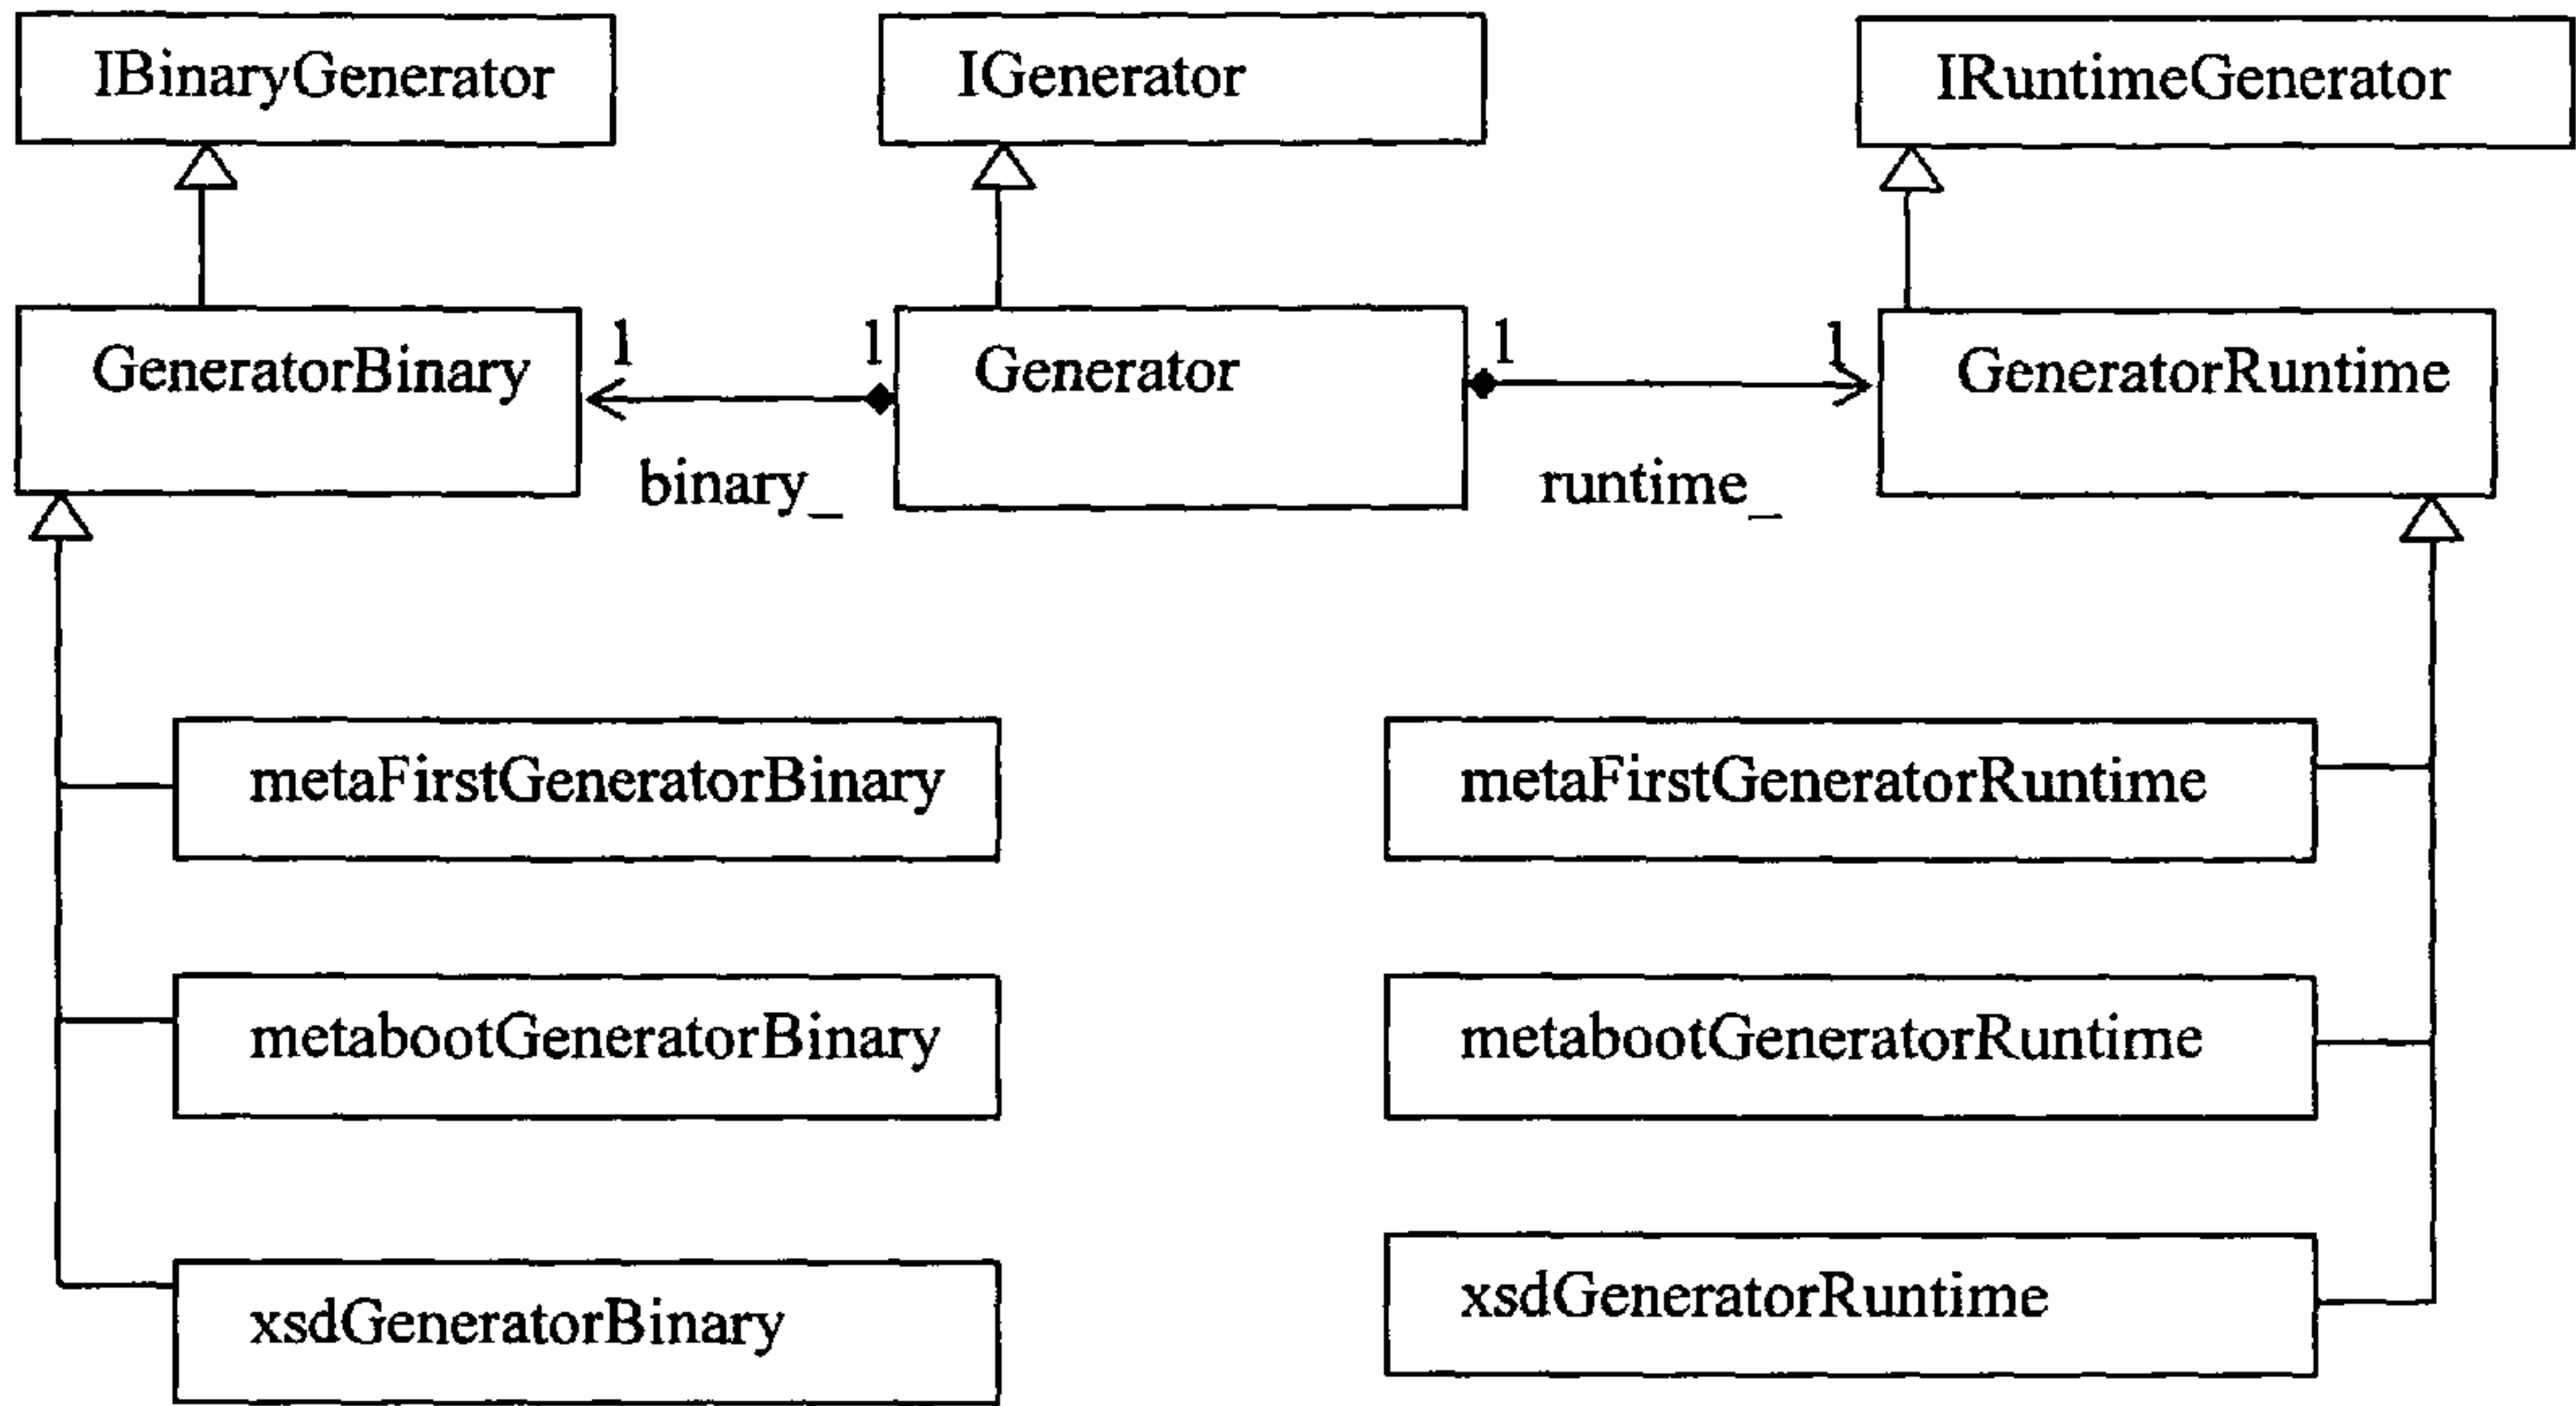 IBinaryGenerator
IGenerator
IRuntimeGenerator
GeneratorBinary
1
1
Generator
1
1
GeneratorRuntime
binary_
runtime_
metaFirstGeneratorBinary
metaFirstGeneratorRuntime
metabootGeneratorBinary
metabootGeneratorRuntime
xsdGeneratorBinary
xsdGeneratorRuntime